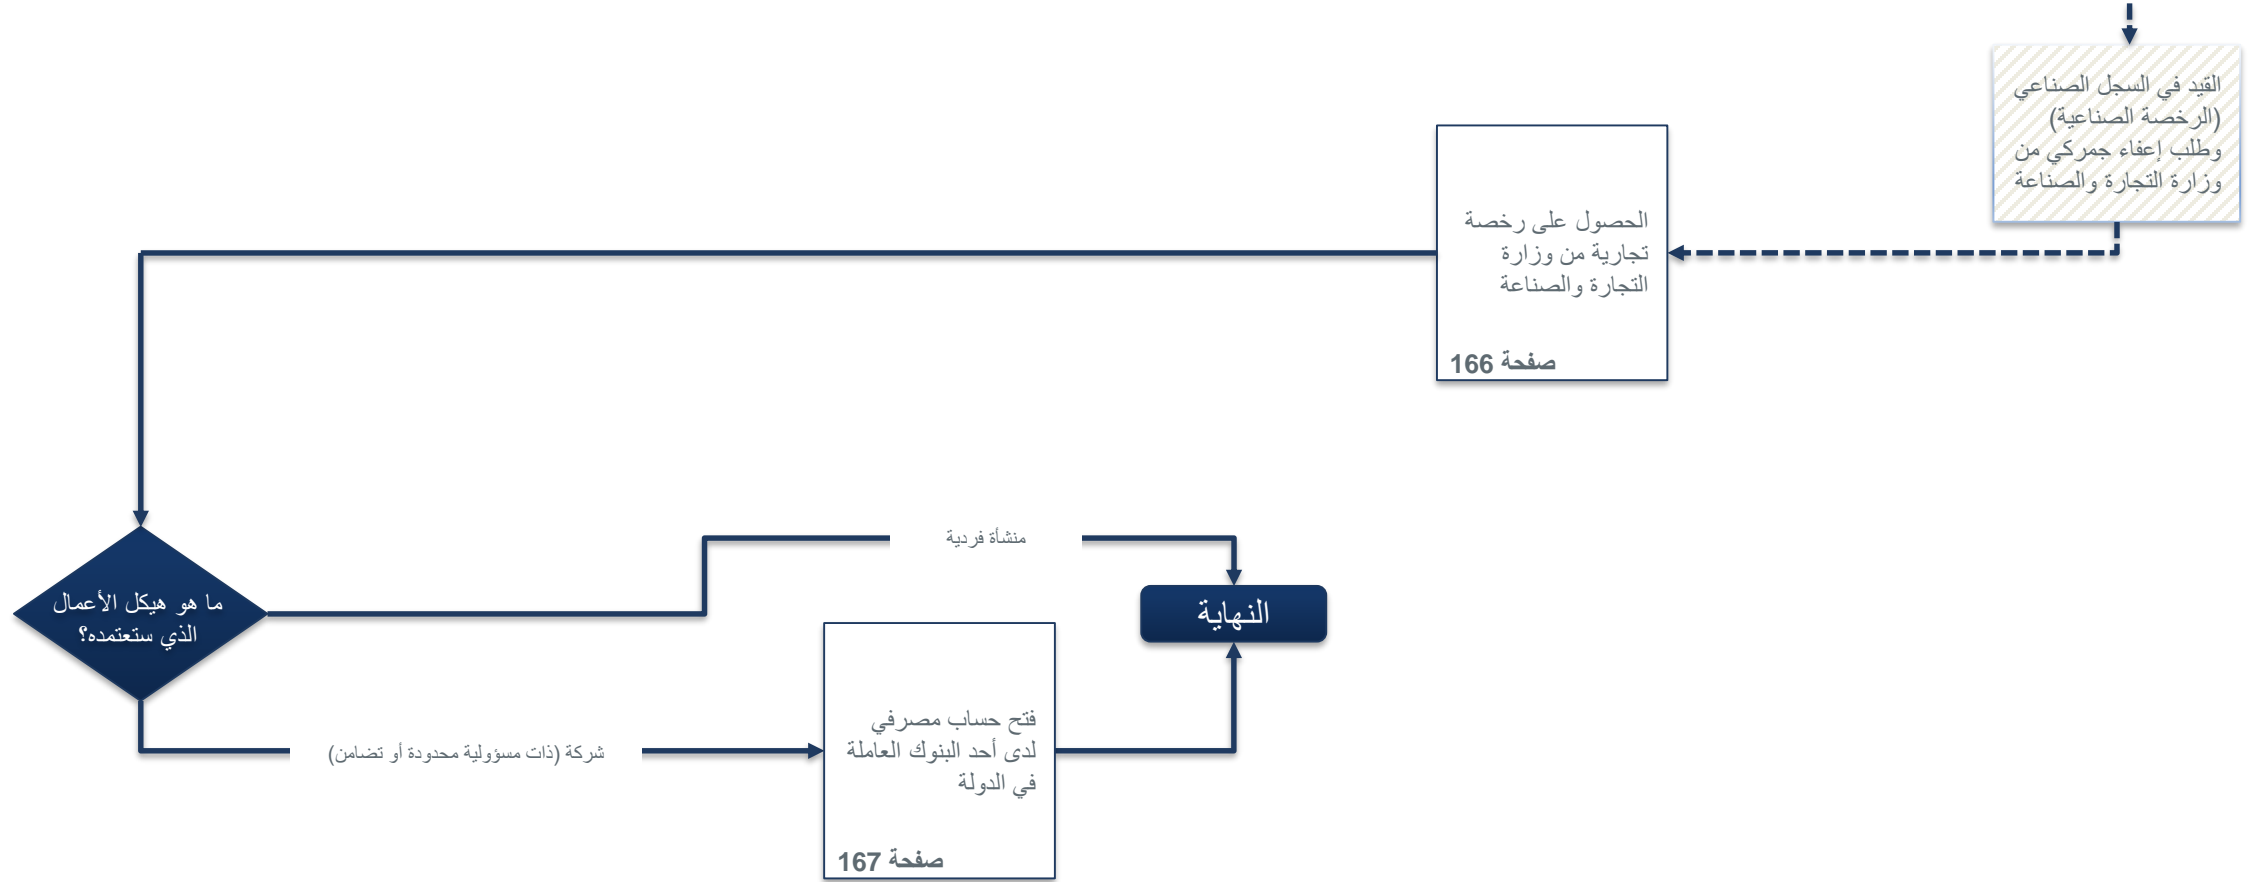 القيد في السجل الصناعي
(الرخصة الصناعية)
وطلب إعفاء جمركي من
وزارة التجارة والصناعة
الحصول على رخصة
تجارية من وزارة
التجارة والصناعة
صفحة 166
ما هو هيكل الأعمال
الذي ستعتمده؟
منشأة فردية
النهاية
شركة (ذات مسؤولية محدودة أو تضامن)
فتح حساب مصرفي
لدى أحد البنوك العاملة
في الدولة
صفحة 167